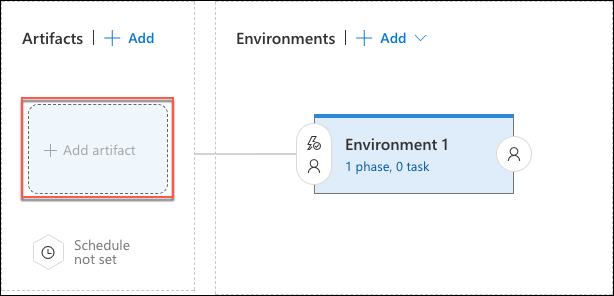 Artifacts | + Add
Environments | + Add
+ Add artifact
Environment 1
1 phase, 0 task
Schedule
not set